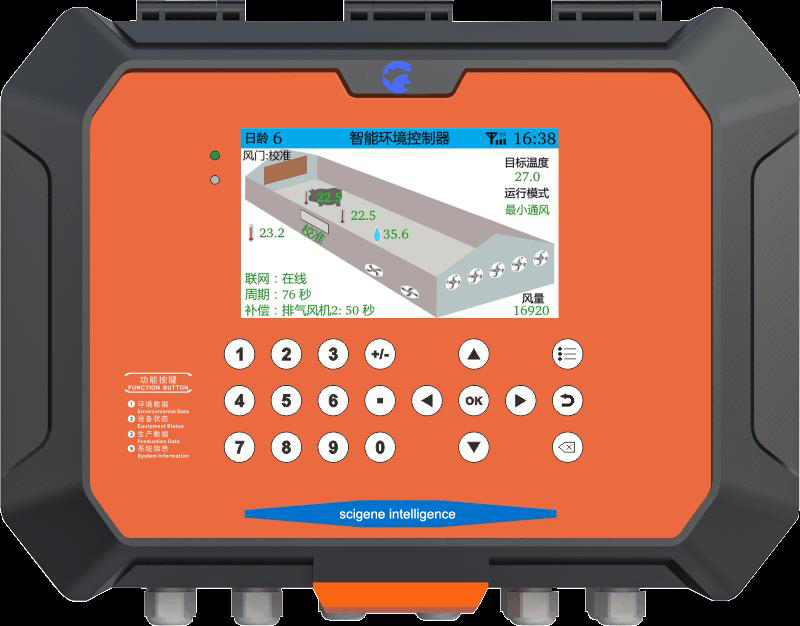 日龄 6 智能环境控制器 16:38
风门:校准
目标温度
27.0
运行模式
最小通风
22.5
22.5
23.2
校准
35.6
联网：在线
周期：76 秒
补偿：排气风机2: 50 秒
风量
16920
1 2 3 +/-
4 5 6 OK
7 8 9 0
功能按键
FUNCTION BUTTON
1 环境数据
Environmental Data
2 设备状态
Equipment Status
3 生产数据
Production Data
系统信息
System Information
scigene intelligence